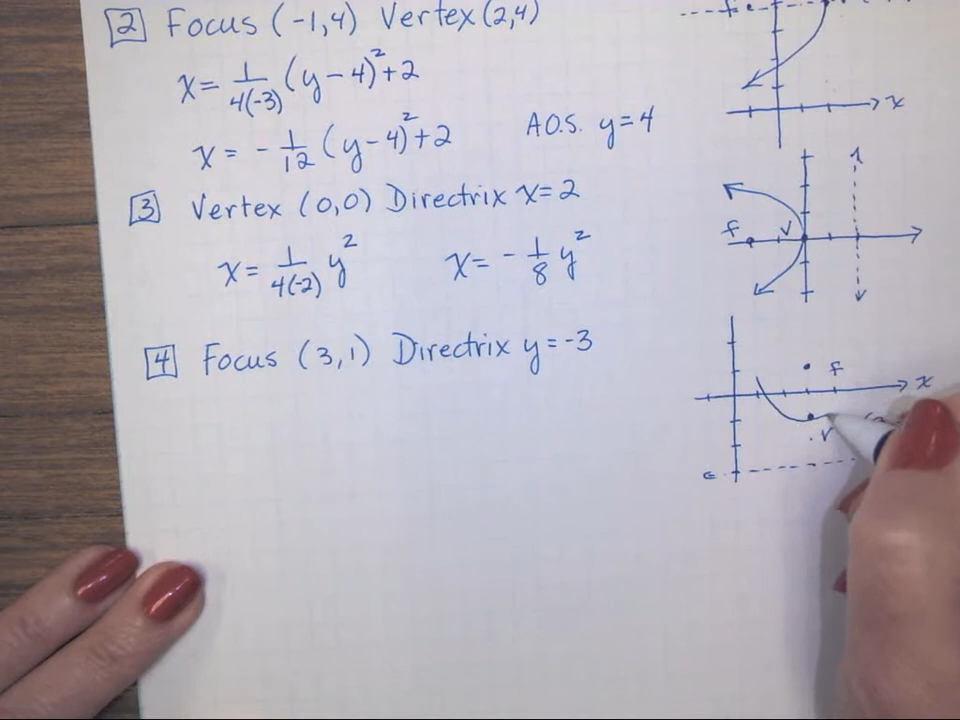 2 Focus (-1,4) Vertex (2,4)
x = 1/4(-3) (y-4)²+2
x = -1/12 (y-4)²+2 A.O.S. y=4
x
3 Vertex (0,0) Directrix x=2
x = 1/4(-2) y² x = -1/8 y²
f V
4 Focus (3,1) Directrix y=-3
f
x
V